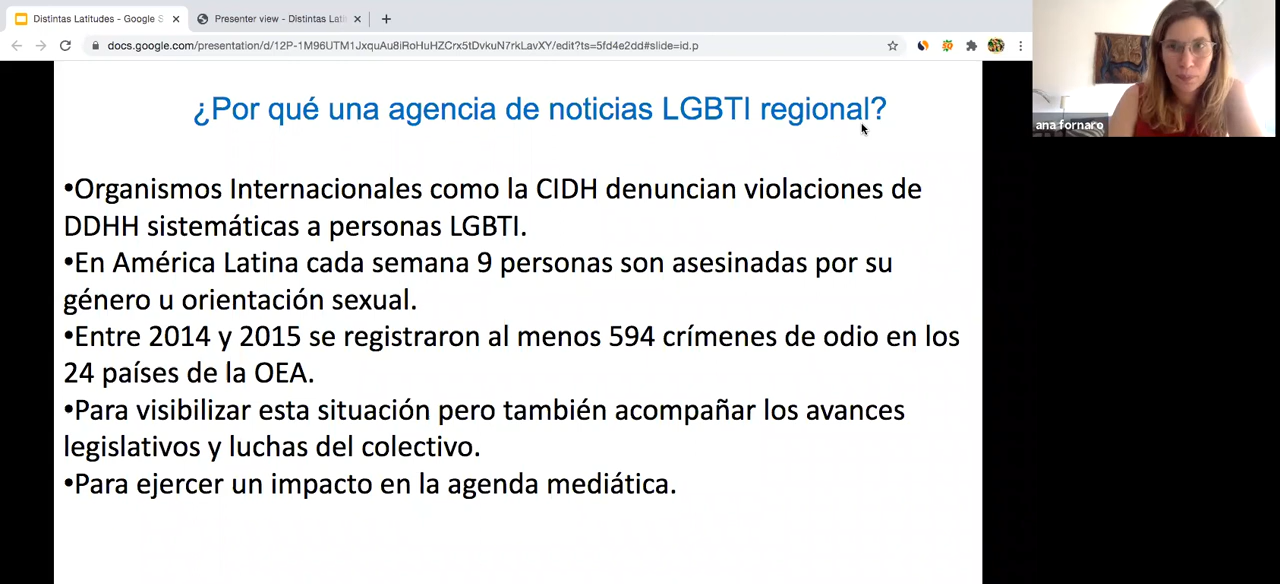 Distintas Latitudes - Google S
Presenter view - Distintas Lati
docs.google.com/presentation/d/12P-1M96UTM1JxquAu8iRoHuHZCrx5tDvkuN7rkLavXY/edit?ts=5fd4e2dd#slide=id.p
ana fornaro
¿Por qué una agencia de noticias LGBTI regional?
•Organismos Internacionales como la CIDH denuncian violaciones de
DDHH sistemáticas a personas LGBTI.
•En América Latina cada semana 9 personas son asesinadas por su
género u orientación sexual.
•Entre 2014 y 2015 se registraron al menos 594 crímenes de odio en los
24 países de la OEA.
•Para visibilizar esta situación pero también acompañar los avances
legislativos y luchas del colectivo.
•Para ejercer un impacto en la agenda mediática.